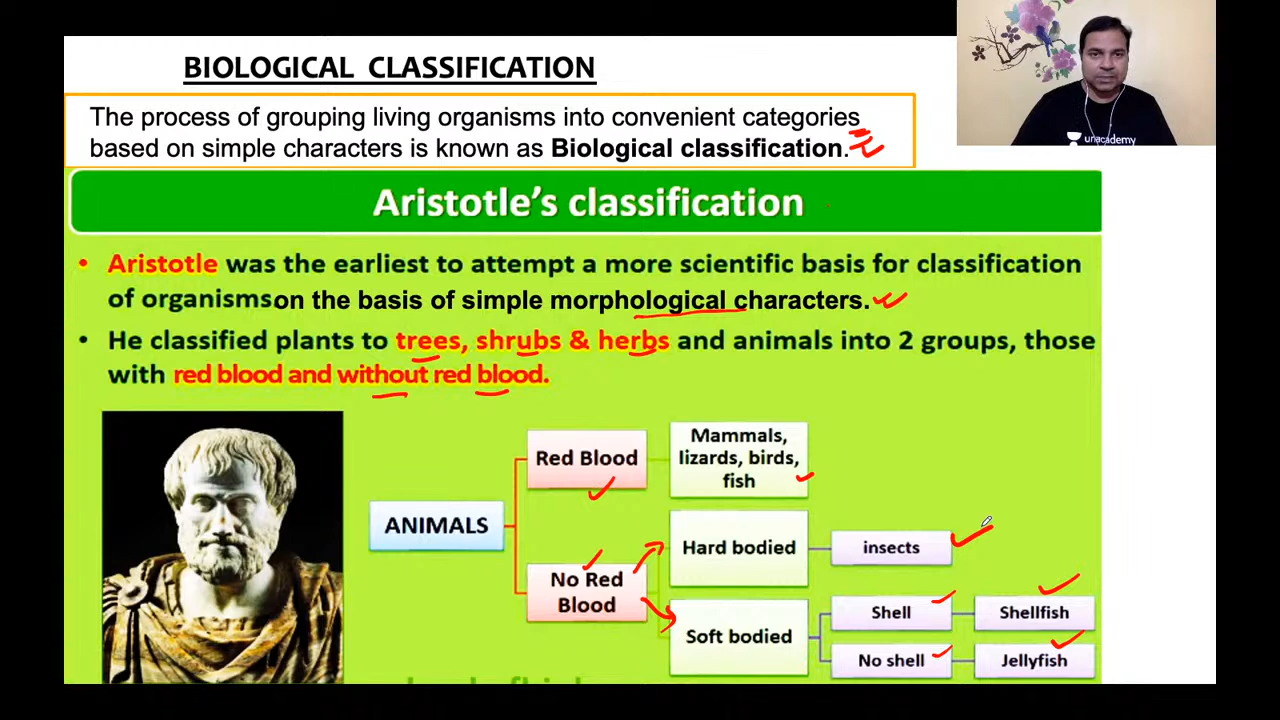 BIOLOGICAL CLASSIFICATION
The process of grouping living organisms into convenient categories
based on simple characters is known as Biological classification.
unacademy
Aristotle's classification
• Aristotle was the earliest to attempt a more scientific basis for classification
of organisms on the basis of simple morphological characters.
• He classified plants to trees, shrubs & herbs and animals into 2 groups, those
with red blood and without red blood.
ANIMALS
Red Blood
Mammals,
lizards, birds,
fish
No Red
Blood
Hard bodied
insects
Soft bodied
Shell
Shellfish
No shell
Jellyfish